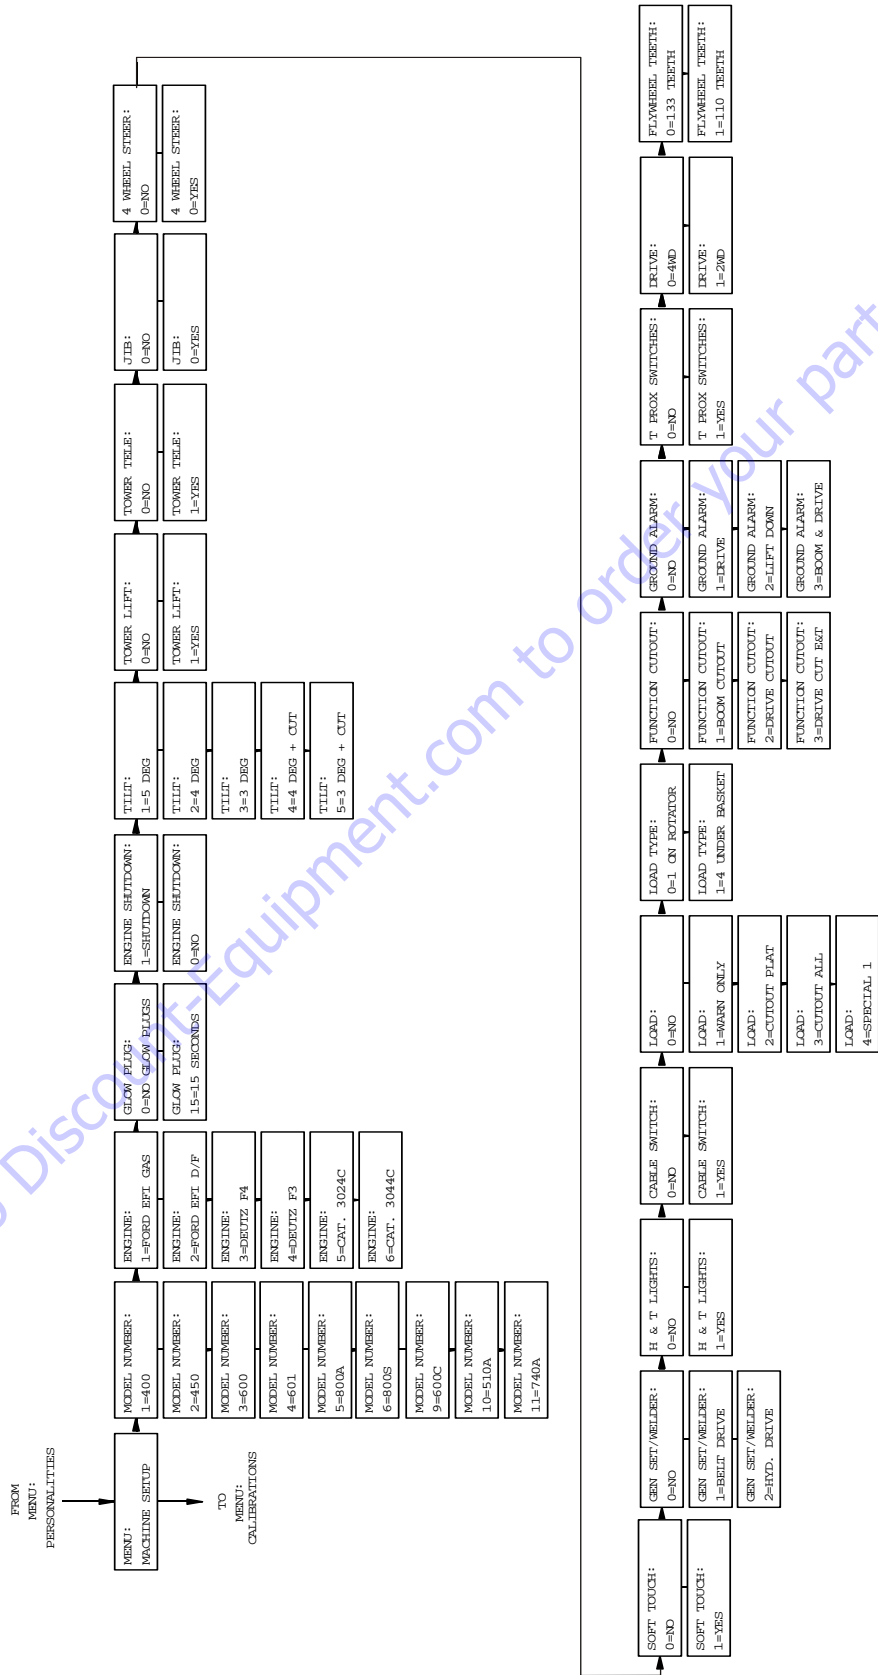 FROM
MENU:
PERSONALITIES
MENU:
MACHINE SETUP
TO
MENU:
CALIBRATIONS
MODEL NUMBER:
1=400
MODEL NUMBER:
2=450
MODEL NUMBER:
3=600
MODEL NUMBER:
4=601
MODEL NUMBER:
5=800A
MODEL NUMBER:
6=800S
MODEL NUMBER:
9=600C
MODEL NUMBER:
10=510A
MODEL NUMBER:
11=740A
ENGINE:
1=FORD EFI GAS
ENGINE:
2=FORD EFI D/F
ENGINE:
3=DEUTZ F4
ENGINE:
4=DEUTZ F3
ENGINE:
5=CAT. 3024C
ENGINE:
6=CAT. 3044C
GLOW PLUG:
0=NO GLOW PLUGS
GLOW PLUG:
15=15 SECONDS
ENGINE SHUTDOWN:
1=SHUTDOWN
ENGINE SHUTDOWN:
0=NO
TILT:
1=5 DEG
TILT:
2=4 DEG
TILT:
3=3 DEG
TILT:
4=4 DEG + CUT
TILT:
5=3 DEG + CUT
TOWER LIFT:
0=NO
TOWER LIFT:
1=YES
TOWER TELE:
0=NO
TOWER TELE:
1=YES
JIB:
0=NO
JIB:
0=YES
4 WHEEL STEER:
0=NO
4 WHEEL STEER:
0=YES
SOFT TOUCH:
0=NO
SOFT TOUCH:
1=YES
GEN SET/WELDER:
0=NO
GEN SET/WELDER:
1=BELT DRIVE
GEN SET/WELDER:
2=HYD. DRIVE
H & T LIGHTS:
0=NO
H & T LIGHTS:
1=YES
CABLE SWITCH:
0=NO
CABLE SWITCH:
1=YES
LOAD:
0=NO
LOAD:
1=WARN ONLY
LOAD:
2=CUTOUT PLAT
LOAD:
3=CUTOUT ALL
LOAD:
4=SPECIAL 1
LOAD TYPE:
0=1 ON ROTATOR
LOAD TYPE:
1=4 UNDER BASKET
FUNCTION CUTOUT:
0=NO
FUNCTION CUTOUT:
1=BOOM CUTOUT
FUNCTION CUTOUT:
2=DRIVE CUTOUT
FUNCTION CUTOUT:
3=DRIVE CUT E&T
GROUND ALARM:
0=NO
GROUND ALARM:
1=DRIVE
GROUND ALARM:
2=LIFT DOWN
GROUND ALARM:
3=BOOM & DRIVE
T PROX SWITCHES:
0=NO
T PROX SWITCHES:
1=YES
DRIVE:
0=4WD
DRIVE:
1=2WD
FLYWHEEL TEETH:
0=133 TEETH
FLYWHEEL TEETH:
1=110 TEETH
Discount-Equipment.com to order your part